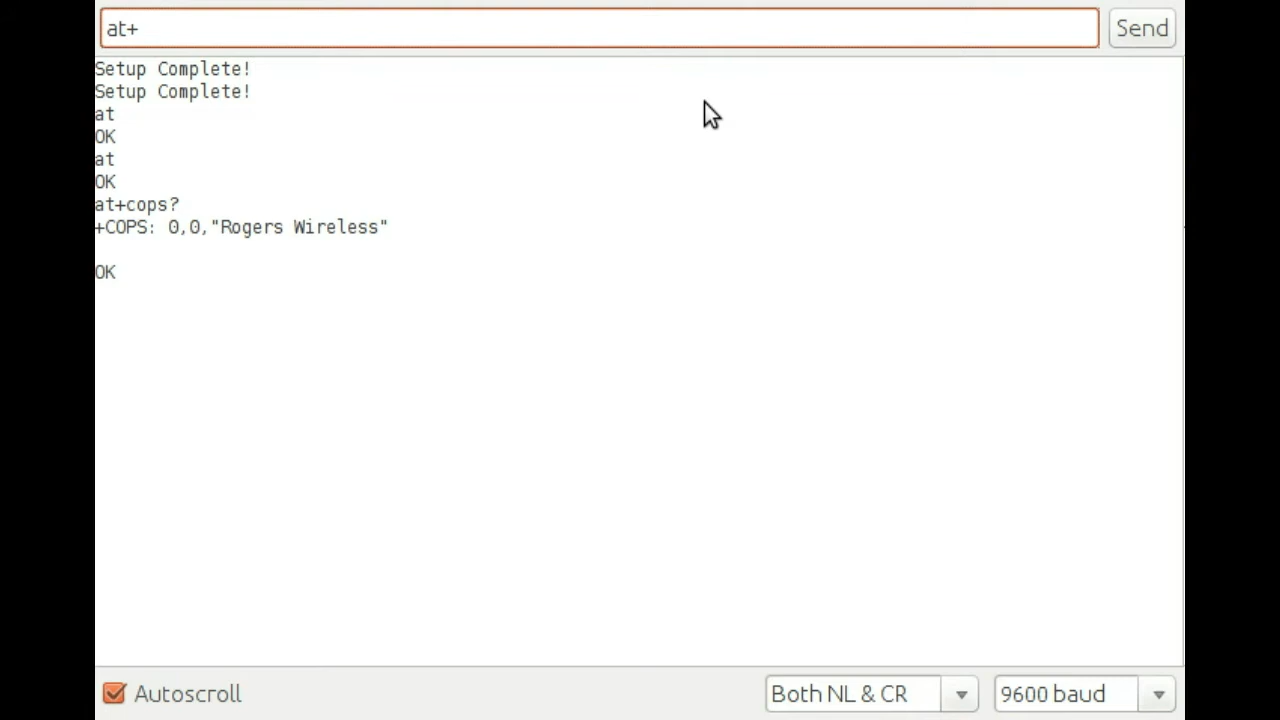 at+
Send
Setup Complete!
Setup Complete!
at
OK
at
OK
at+cops?
+COPS: 0,0,"Rogers Wireless"
OK
Autoscroll
Both NL & CR
9600 baud